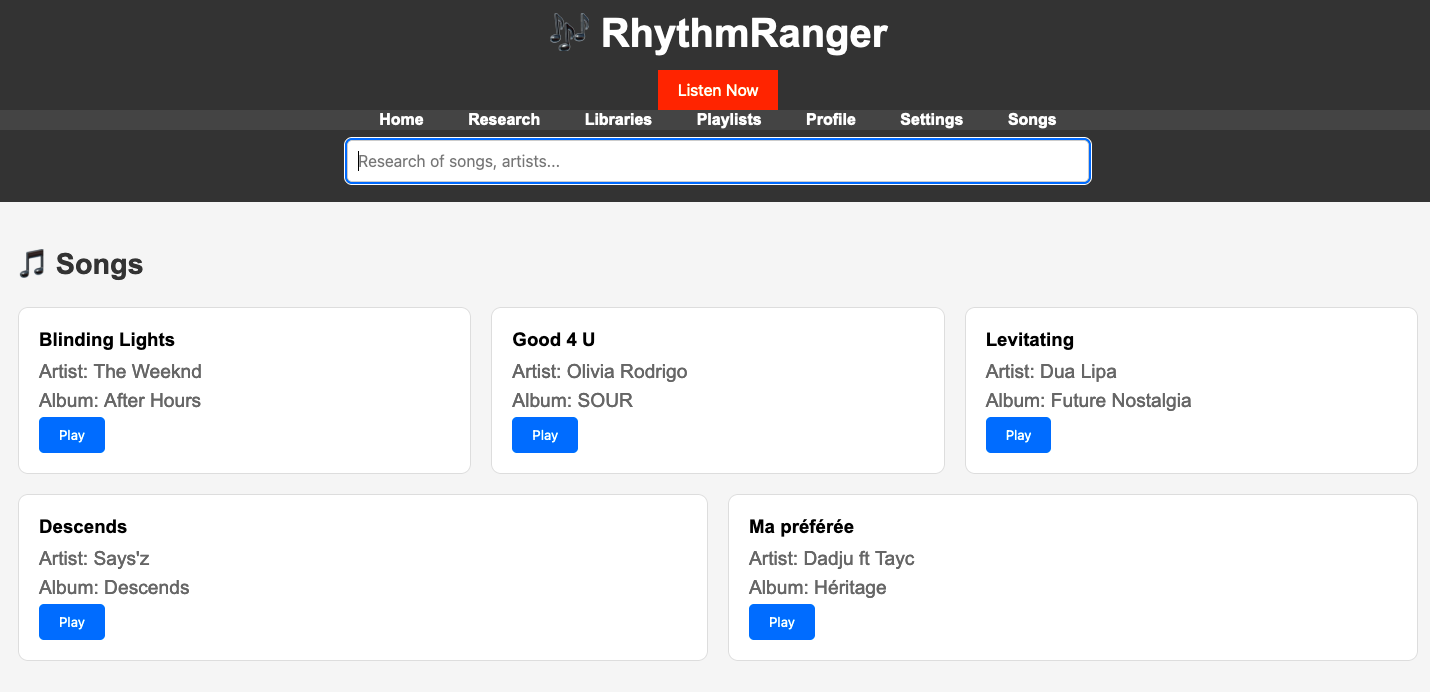 🎶 RhythmRanger
Listen Now
Home Research Libraries Playlists Profile Settings Songs
Research of songs, artists...
🎵 Songs
Blinding Lights
Artist: The Weeknd
Album: After Hours
Play
Good 4 U
Artist: Olivia Rodrigo
Album: SOUR
Play
Levitating
Artist: Dua Lipa
Album: Future Nostalgia
Play
Descends
Artist: Says'z
Album: Descends
Play
Ma préférée
Artist: Dadju ft Tayc
Album: Héritage
Play